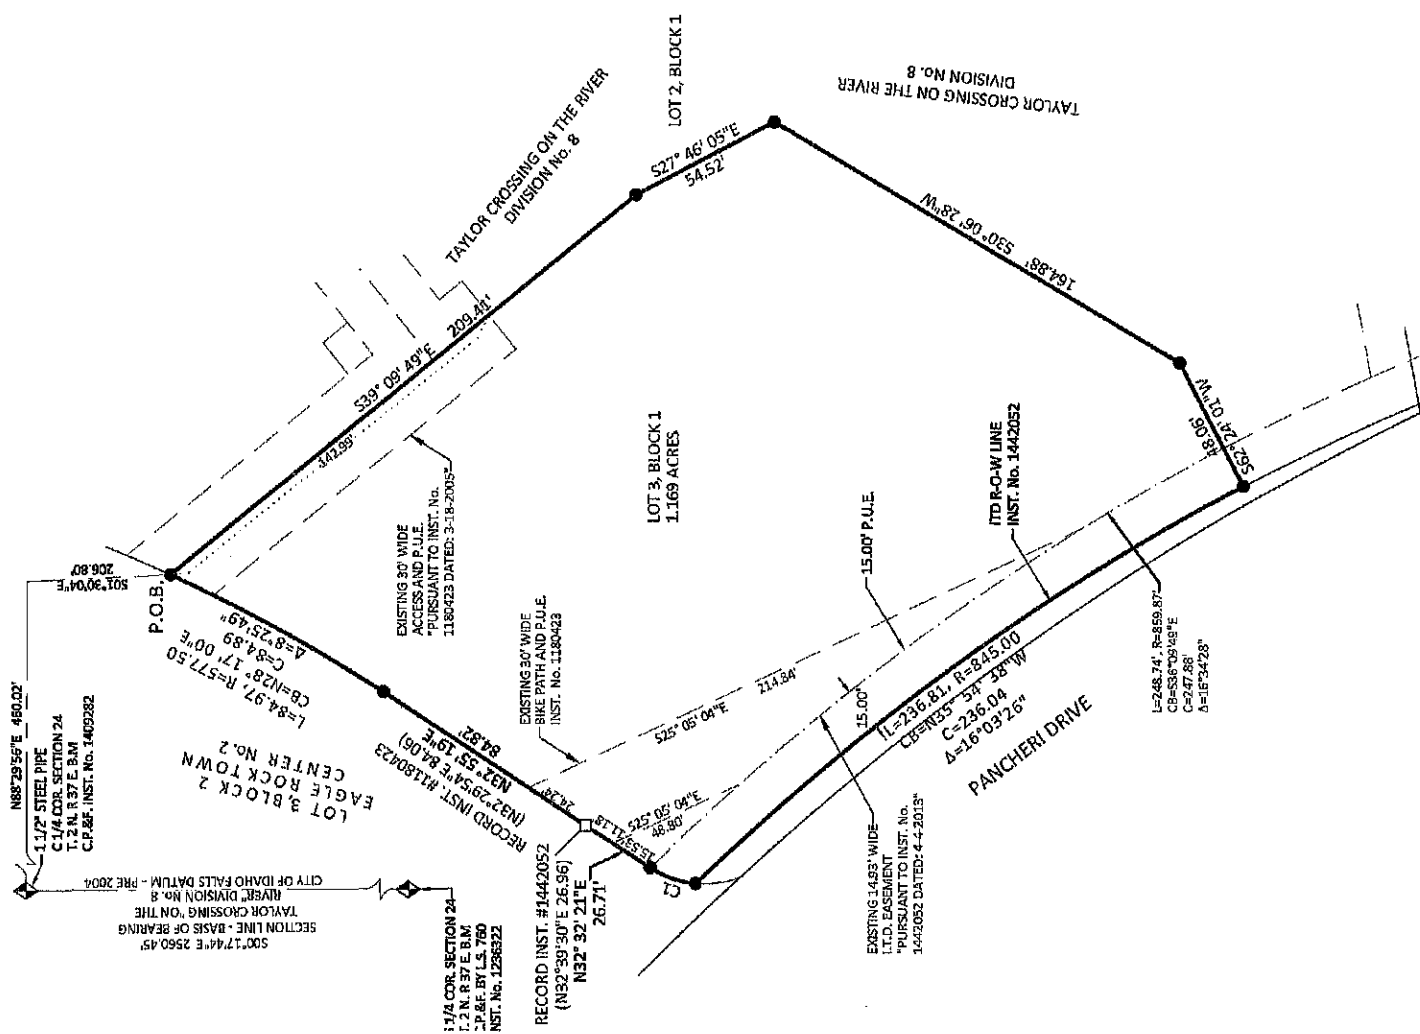 N88°29'56"E 460.02'
1 1/2" STEEL PIPE
C 1/4 COR. SECTION 24
T. 2 N. R 37 E. B.M
C.P.&F. INST. No. 1409282
S01°30'04"E
206.80'
P.O.B.
S00°17'44"E 2560.45'
SECTION LINE - BASIS OF BEARING
TAYLOR CROSSING "ON THE
RIVER" DIVISION No. 8
CITY OF IDAHO FALLS DATUM - PRE 2004
1/4 COR. SECTION 24
T. 2 N. R 37 E. B.M
C.P.&F. BY L.S. 760
INST. No. 1236322
LOT 3, BLOCK 2
EAGLE ROCK TOWN
CENTER No. 2
L=84.97, R=577.50
CB=N28° 17' 00"E
C=84.89
Δ=8°25'49"
TAYLOR CROSSING ON THE RIVER
DIVISION No. 8
S39° 09' 49"E
209.41'
142.99'
LOT 2, BLOCK 1
S27° 46' 05"E
54.52'
TAYLOR CROSSING ON THE RIVER
DIVISION No. 8
S30° 06' 28"W
164.88'
S62° 24' 01"W
48.06'
EXISTING 30' WIDE
ACCESS AND P.U.E.
"PURSUANT TO INST. No.
1180423 DATED: 3-18-2005"
LOT 3, BLOCK 1
1.169 ACRES
EXISTING 30' WIDE
BIKE PATH AND P.U.E.
INST. No. 1180423
N32° 55' 19"E
84.82'
RECORD INST. #1180423
(N32°29'54"E 84.06)
24.24'
S25° 05' 04"E
214.84'
15.00' P.U.E.
ITD R-O-W LINE
INST. No. 1442052
RECORD INST. #1442052
(N32°39'30"E 26.96)
N32° 32' 21"E
26.71'
15.53'
11.18'
S25° 05' 04"E
48.80'
C1
15.00'
L=236.81, R=845.00
CB=N35° 54' 38"W
C=236.04
Δ=16°03'26"
PANCHERI DRIVE
L=248.74', R=859.87'
CB=S36°09'49"E
C=247.88'
Δ=16°34'28"
EXISTING 14.93' WIDE
I.T.D. EASEMENT
"PURSUANT TO INST. No.
1442052 DATED: 4-4-2013"